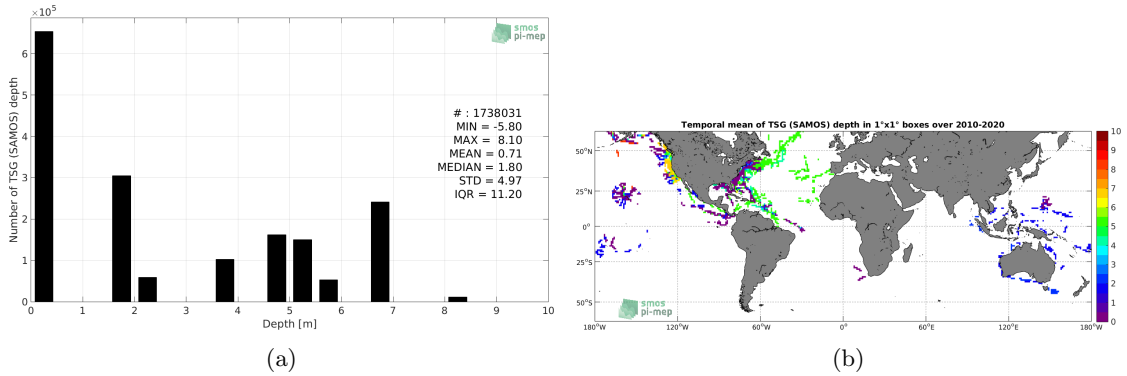 ×10⁵
6
5
4
3
2
1
0
Number of TSG (SAMOS) depth
smos
pi-mep
# : 1738031
MIN = -5.80
MAX = 8.10
MEAN = 0.71
MEDIAN = 1.80
STD = 4.97
IQR = 11.20
0 1 2 3 4 5 6 7 8 9 10
Depth [m]
(a)
Temporal mean of TSG (SAMOS) depth in 1°x1° boxes over 2010-2020
50°N
25°N
0°
25°S
50°S
smos
pi-mep
180°W 120°W 60°W 0° 60°E 120°E 180°E
10
9
8
7
6
5
4
3
2
1
0
(b)